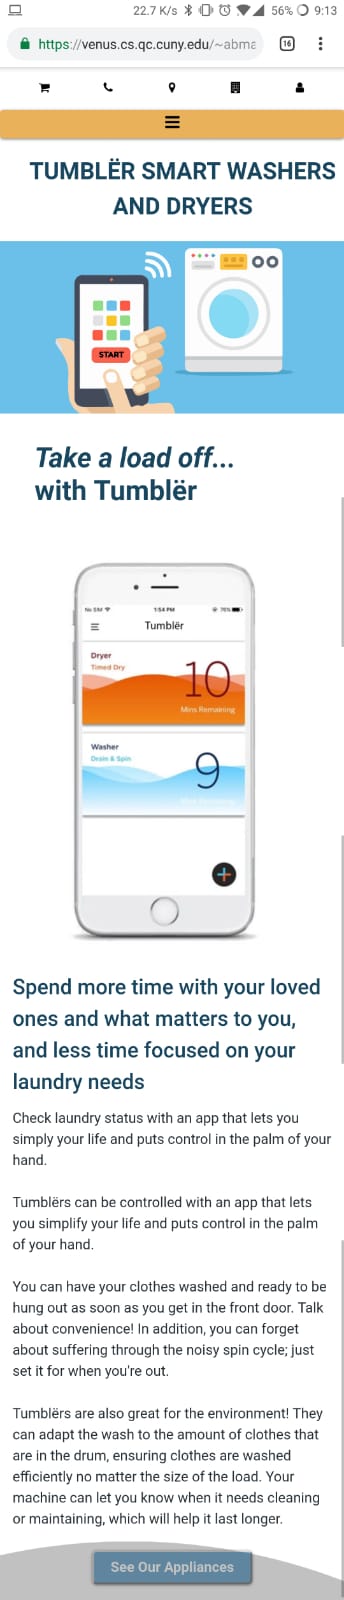 22.7 K/s 56% 9:13
https://venus.cs.qc.cuny.edu/~abma
16
TUMBLËR SMART WASHERS
AND DRYERS
START
Take a load off...
with Tumblër
No SIM 1:54 PM 76%
Tumblër
Dryer
Timed Dry
10
Mins Remaining
Washer
Drain & Spin
9
Mins Remaining
Spend more time with your loved
ones and what matters to you,
and less time focused on your
laundry needs
Check laundry status with an app that lets you
simply your life and puts control in the palm of your
hand.
Tumblërs can be controlled with an app that lets
you simplify your life and puts control in the palm
of your hand.
You can have your clothes washed and ready to be
hung out as soon as you get in the front door. Talk
about convenience! In addition, you can forget
about suffering through the noisy spin cycle; just
set it for when you're out.
Tumblërs are also great for the environment! They
can adapt the wash to the amount of clothes that
are in the drum, ensuring clothes are washed
efficiently no matter the size of the load. Your
machine can let you know when it needs cleaning
or maintaining, which will help it last longer.
See Our Appliances